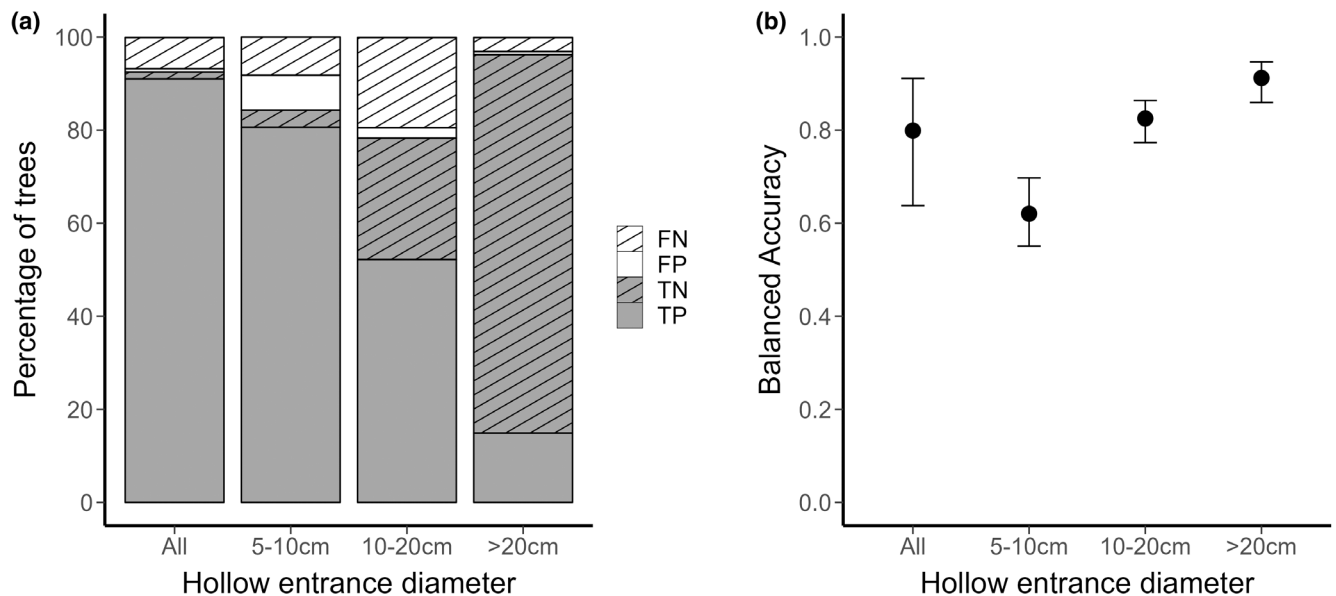 (a)
Percentage of trees
100
80
60
40
20
0
All 5-10cm 10-20cm >20cm
Hollow entrance diameter
FN
FP
TN
TP
(b)
Balanced Accuracy
1.0
0.8
0.6
0.4
0.2
0.0
All 5-10cm 10-20cm >20cm
Hollow entrance diameter